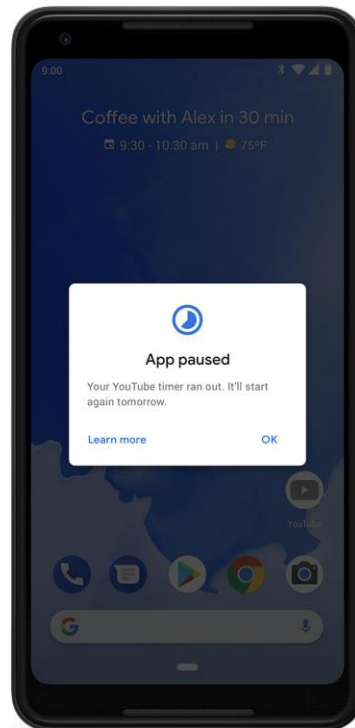 9:00
Coffee with Alex in 30 min
9:30 - 10:30 am | 75°F
App paused
Your YouTube timer ran out. It'll start
again tomorrow.
Learn more OK
YouTube
G